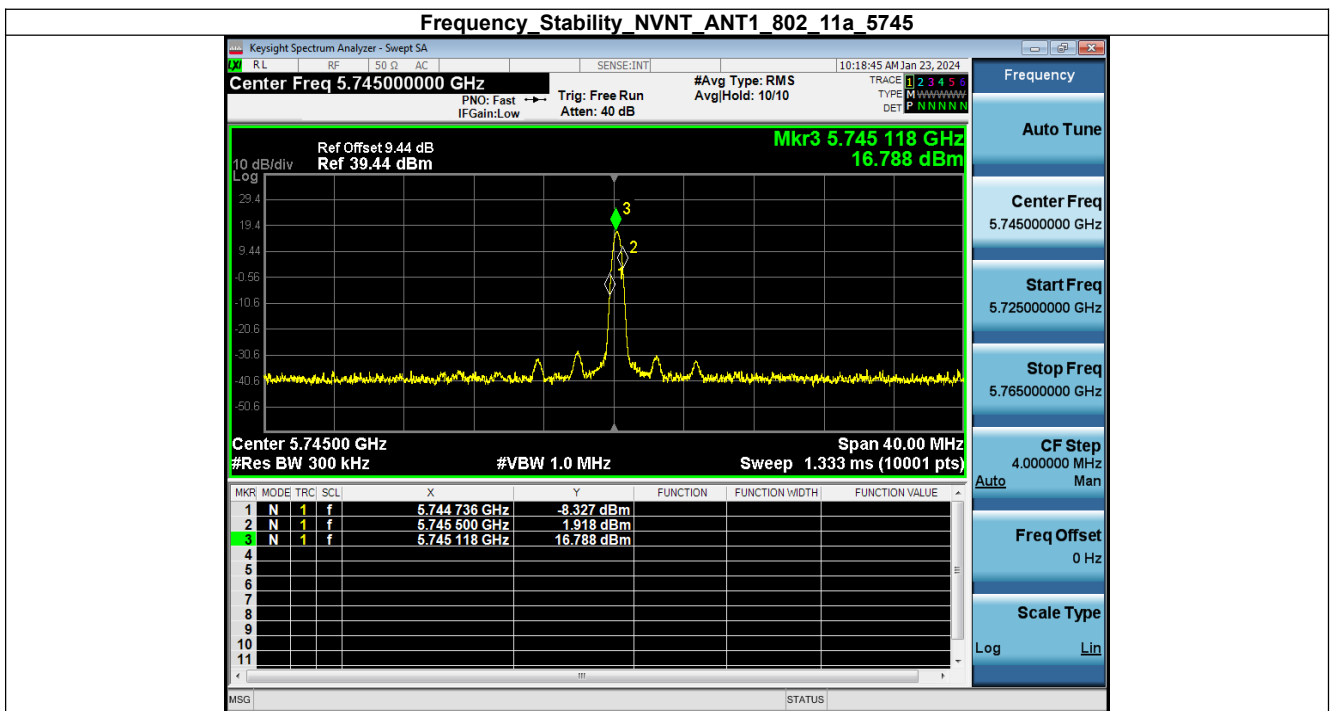 Frequency_Stability_NVNT_ANT1_802_11a_5745
Keysight Spectrum Analyzer - Swept SA
RL RF 50 Ω AC SENSE:INT 10:18:45 AM Jan 23, 2024
Center Freq 5.745000000 GHz
PNO: Fast
IFGain:Low
Trig: Free Run
Atten: 40 dB
#Avg Type: RMS
Avg|Hold: 10/10
TRACE 1 2 3 4 5 6
TYPE M WWWWW
DET P N N N N N
Mkr3 5.745 118 GHz
16.788 dBm
Ref Offset 9.44 dB
10 dB/div Ref 39.44 dBm
Log
29.4
19.4
9.44
-0.56
-10.6
-20.6
-30.6
-40.6
-50.6
3
2
1
Center 5.74500 GHz Span 40.00 MHz
#Res BW 300 kHz #VBW 1.0 MHz Sweep 1.333 ms (10001 pts)
MKR MODE TRC SCL X Y FUNCTION FUNCTION WIDTH FUNCTION VALUE
1 N 1 f 5.744 736 GHz -8.327 dBm
2 N 1 f 5.745 500 GHz 1.918 dBm
3 N 1 f 5.745 118 GHz 16.788 dBm
4
5
6
7
8
9
10
11
MSG STATUS
Frequency
Auto Tune
Center Freq
5.745000000 GHz
Start Freq
5.725000000 GHz
Stop Freq
5.765000000 GHz
CF Step
4.000000 MHz
Auto Man
Freq Offset
0 Hz
Scale Type
Log Lin